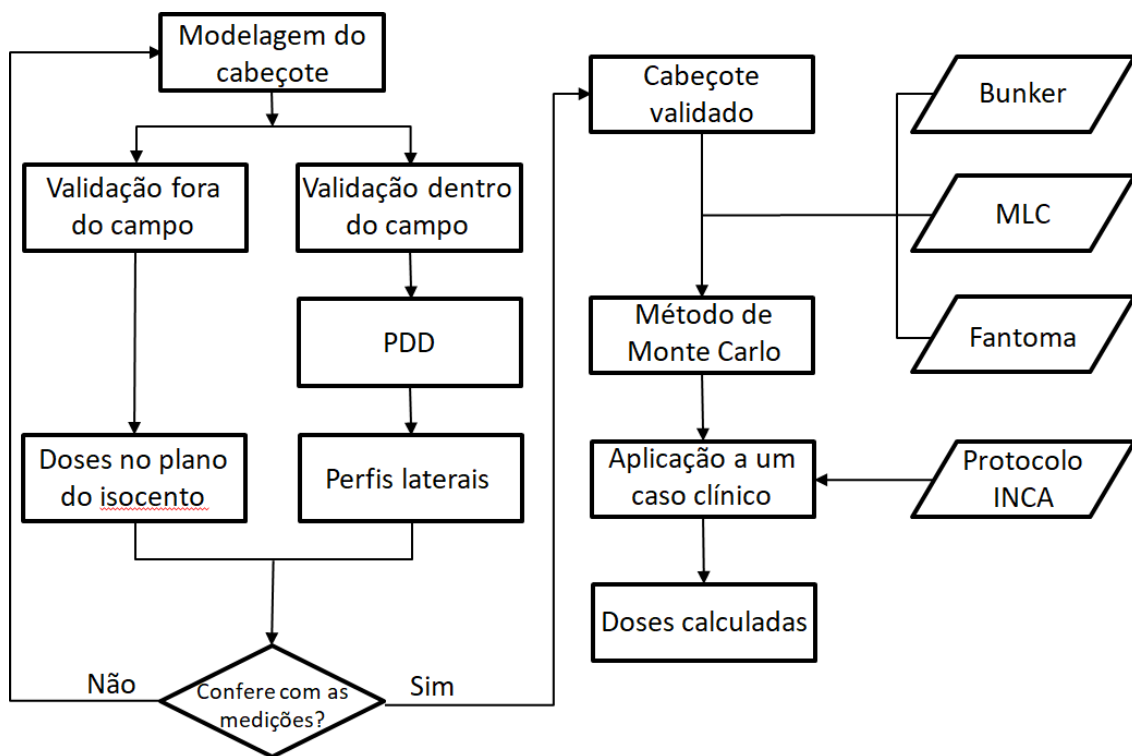 Modelagem do
cabeçote
Validação fora
do campo
Validação dentro
do campo
PDD
Doses no plano
do isocento
Perfis laterais
Confere com as
medições?
Não
Sim
Cabeçote
validado
Bunker
MLC
Fantoma
Método de
Monte Carlo
Aplicação a um
caso clínico
Protocolo
INCA
Doses calculadas